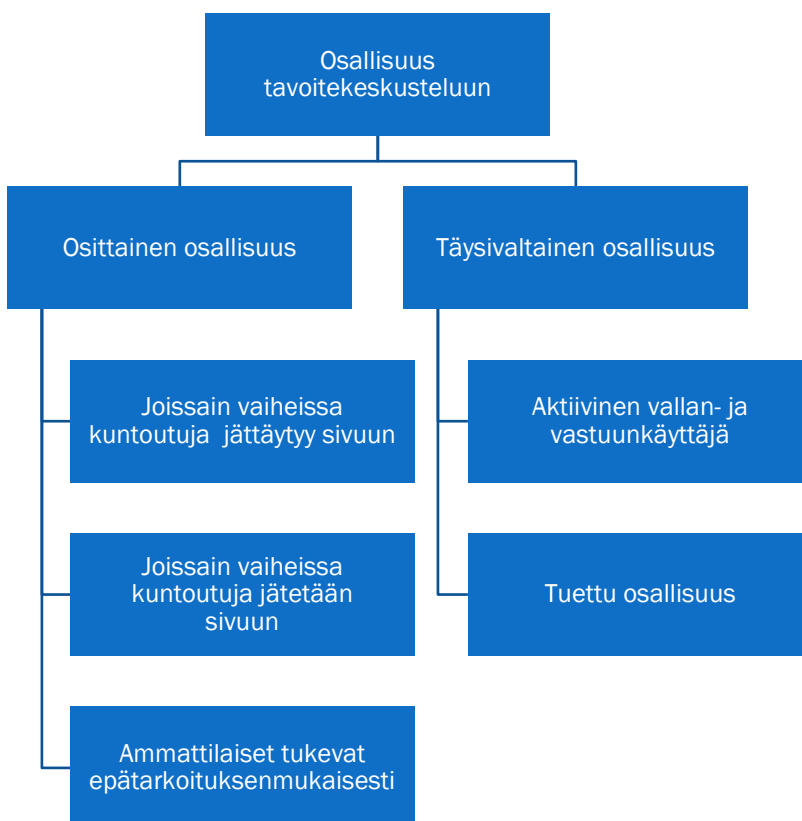 Osallisuus
tavoitekeskusteluun
Osittainen osallisuus
Joissain vaiheissa
kuntoutuja jättäytyy sivuun
Joissain vaiheissa
kuntoutuja jätetään
sivuun
Ammattilaiset tukevat
epätarkoituksenmukaisesti
Täysivaltainen osallisuus
Aktiivinen vallan- ja
vastuunkäyttäjä
Tuettu osallisuus